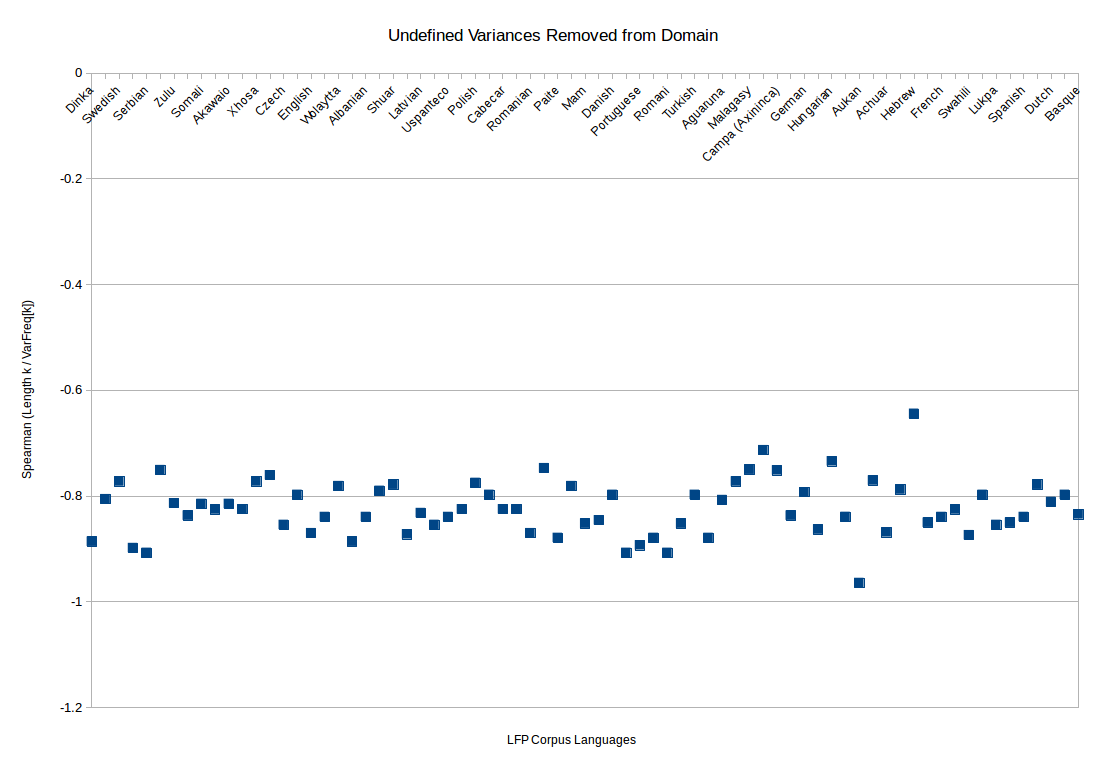 Undefined Variances Removed from Domain
0
-0.2
-0.4
-0.6
-0.8
-1
-1.2
Spearman (Length k / VarFreq[k])
Dinka
Swedish
Serbian
Zulu
Somali
Akawaio
Xhosa
Czech
English
Wolaytta
Albanian
Shuar
Latvian
Uspanteco
Polish
Cabecar
Romanian
Paite
Mam
Danish
Portuguese
Romani
Turkish
Aguaruna
Malagasy
Campa (Axininca)
German
Hungarian
Aukan
Achuar
Hebrew
French
Swahili
Lukpa
Spanish
Dutch
Basque
LFP Corpus Languages